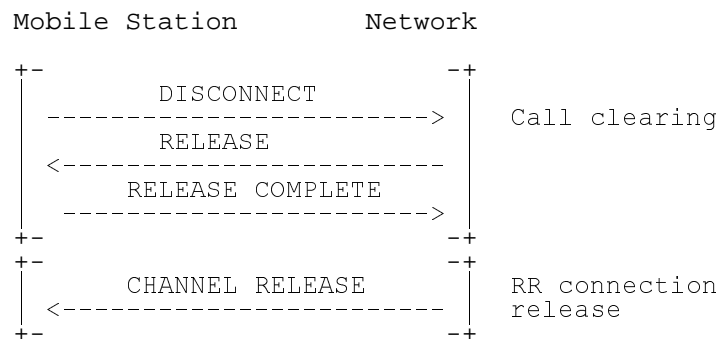 Mobile Station Network
+- -+
DISCONNECT
-------------------------> Call clearing
RELEASE
<------------------------
RELEASE COMPLETE
----------------------->
+- -+
+- -+
CHANNEL RELEASE RR connection
<------------------------ release
+- -+